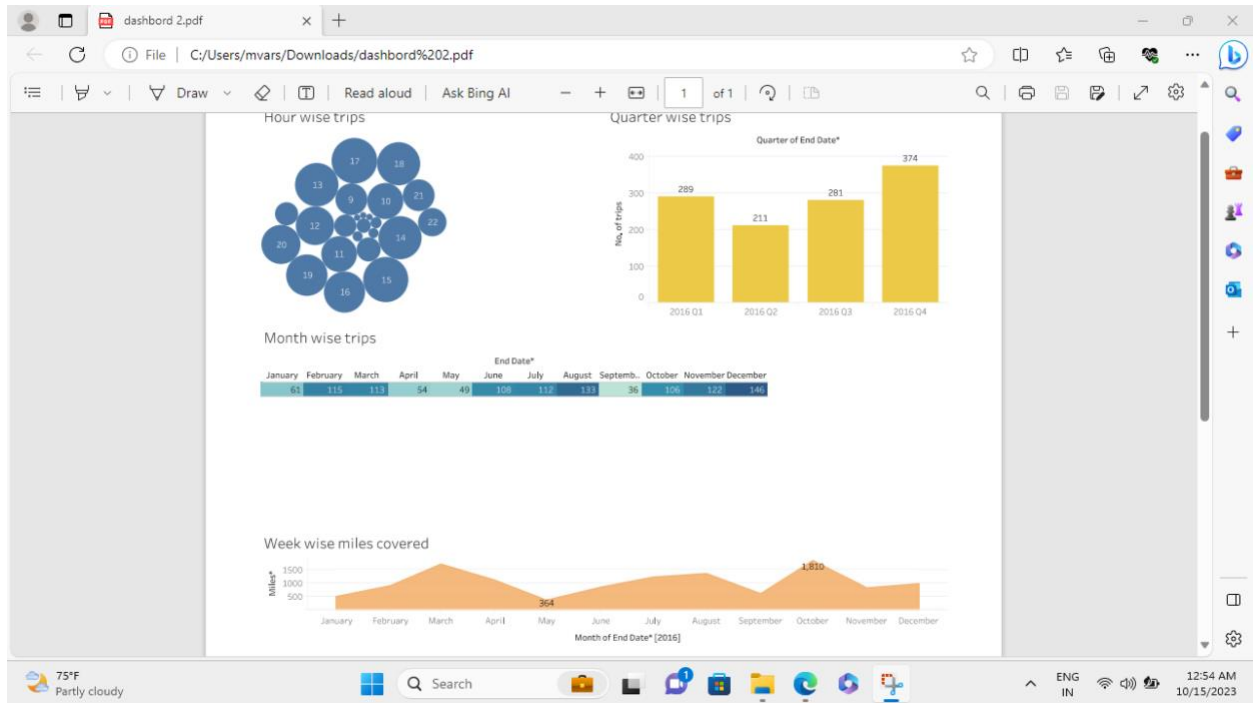 dashbord 2.pdf
File C:/Users/mvars/Downloads/dashbord%202.pdf
Draw Read aloud Ask Bing AI 1 of 1
Hour wise trips
17
18
13
9
10
21
12
22
20
14
11
19
15
16
Quarter wise trips
Quarter of End Date*
No. of trips
400
300
200
100
0
289
211
281
374
2016 Q1 2016 Q2 2016 Q3 2016 Q4
Month wise trips
End Date*
January February March April May June July August Septemb.. October November December
61 115 113 54 49 108 112 133 36 106 122 146
Week wise miles covered
Miles*
1500
1000
500
364
1,810
January February March April May June July August September October November December
Month of End Date* [2016]
75°F
Partly cloudy
Search
1
ENG
IN
12:54 AM
10/15/2023